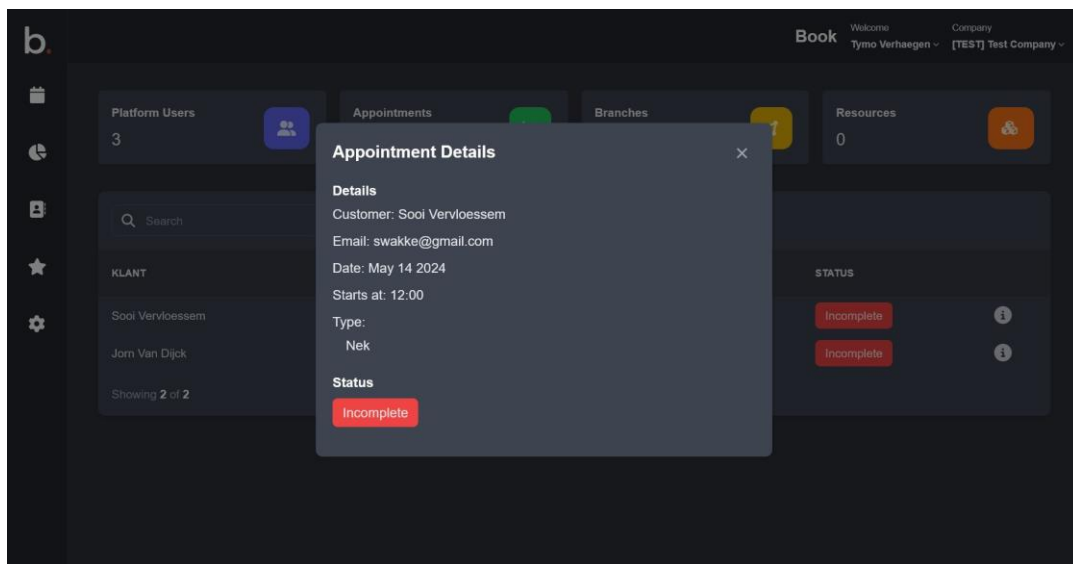 b.
Book
Welcome
Tymo Verhaegen
Company
[TEST] Test Company
Platform Users
3
Appointments
Branches
1
Resources
0
Appointment Details
Details
Customer: Sooi Vervloessem
Email: swakke@gmail.com
Date: May 14 2024
Starts at: 12:00
Type:
Nek
Status
Incomplete
Search
KLANT
STATUS
Sooi Vervloessem
Incomplete
Jorn Van Dijck
Incomplete
Showing 2 of 2